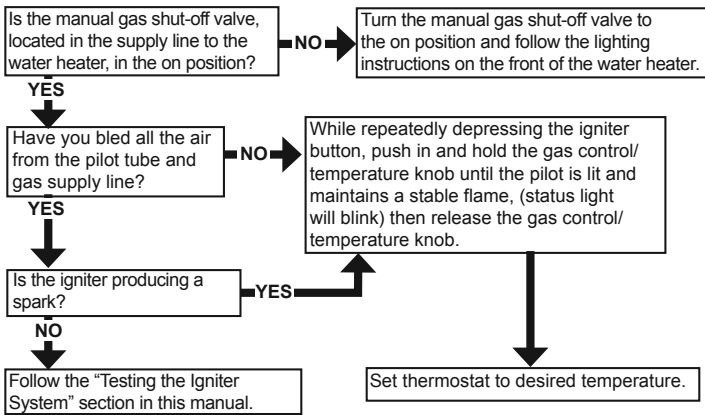 Is the manual gas shut-off valve,
located in the supply line to the
water heater, in the on position?
NO
Turn the manual gas shut-off valve to
the on position and follow the lighting
instructions on the front of the water heater.
YES
Have you bled all the air
from the pilot tube and
gas supply line?
NO
While repeatedly depressing the igniter
button, push in and hold the gas control/
temperature knob until the pilot is lit and
maintains a stable flame, (status light
will blink) then release the gas control/
temperature knob.
YES
Is the igniter producing a
spark?
YES
NO
Follow the “Testing the Igniter
System” section in this manual.
Set thermostat to desired temperature.